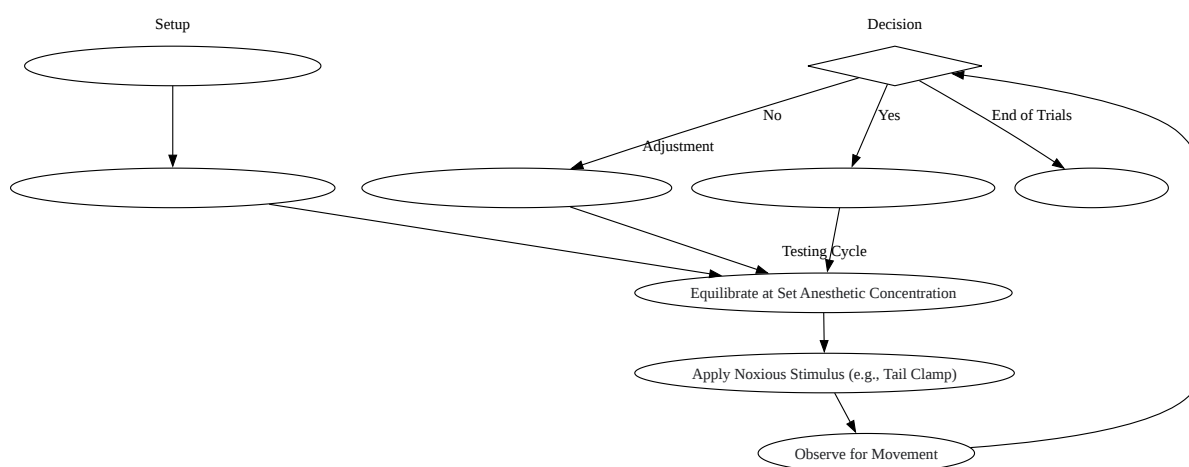 Setup
Decision
No
Yes
End of Trials
Adjustment
Testing Cycle
Equilibrate at Set Anesthetic Concentration
Apply Noxious Stimulus (e.g., Tail Clamp)
Observe for Movement